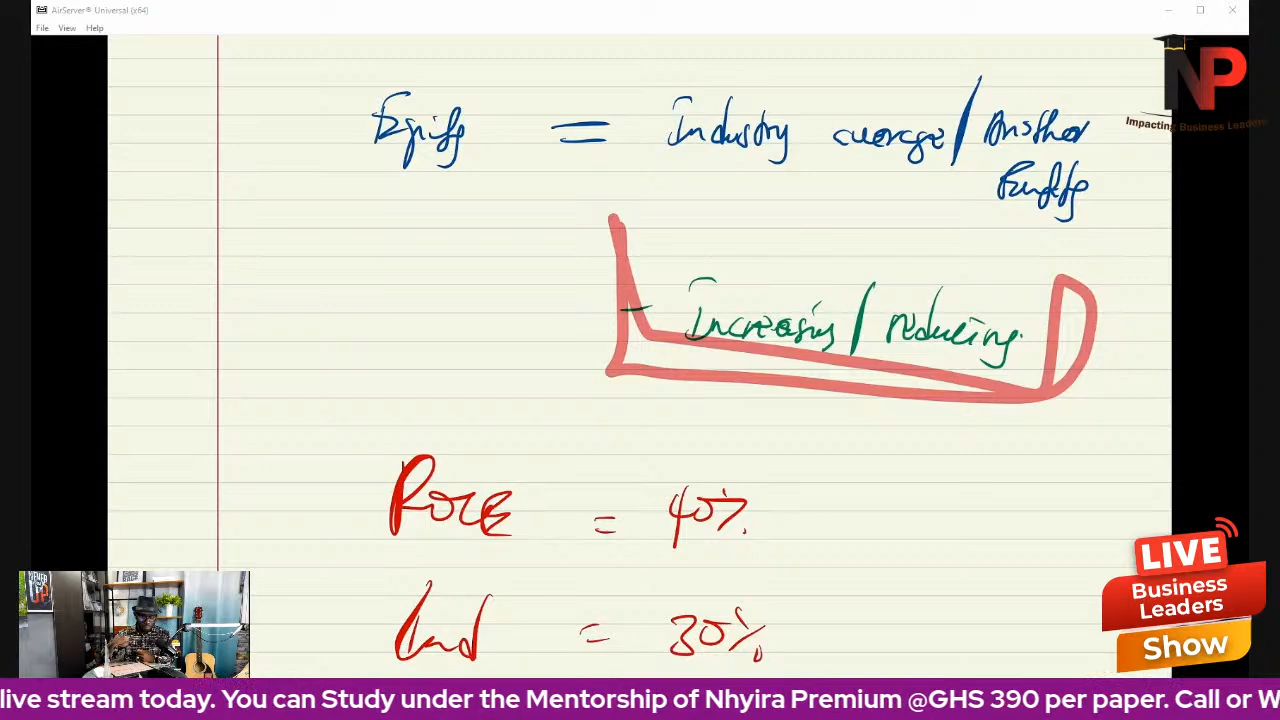 AirServer® Universal (x64)
File View Help
NP
Impacting Business Leaders
= Industry average/Another
Increasing/reducing
ROCE = 40%
Ind = 30%
LIVE
Business
Leaders
Show
live stream today. You can Study under the Mentorship of Nhyira Premium @GHS 390 per paper. Call or W